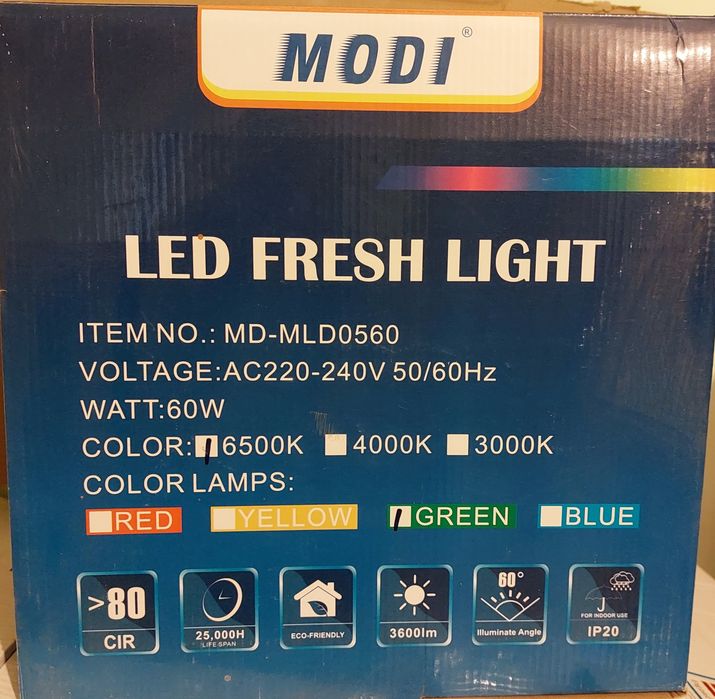 MODI®
LED FRESH LIGHT
ITEM NO.: MD-MLD0560
VOLTAGE:AC220-240V 50/60Hz
WATT:60W
COLOR: 6500K 4000K 3000K
COLOR LAMPS:
RED YELLOW GREEN BLUE
>80
CIR
25,000H
LIFE SPAN
ECO-FRIENDLY
3600lm
60°
Illuminate Angle
FOR INDOOR USE
IP20